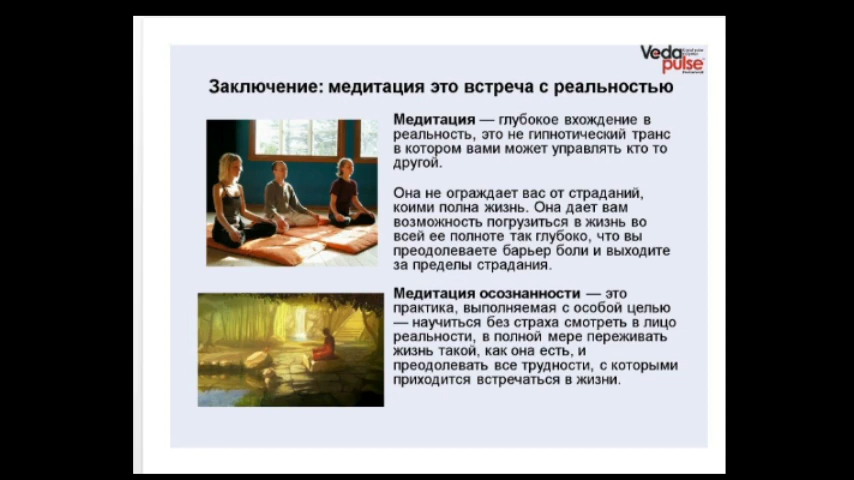 Veda
pulse
Заключение: медитация это встреча с реальностью
Медитация — глубокое вхождение в
реальность, это не гипнотический транс
в котором вами может управлять кто то
другой.
Она не ограждает вас от страданий,
коими полна жизнь. Она дает вам
возможность погрузиться в жизнь во
всей ее полноте так глубоко, что вы
преодолеваете барьер боли и выходите
за пределы страдания.
Медитация осознанности — это
практика, выполняемая с особой целью
— научиться без страха смотреть в лицо
реальности, в полной мере переживать
жизнь такой, как она есть, и
преодолевать все трудности, с которыми
приходится встречаться в жизни.